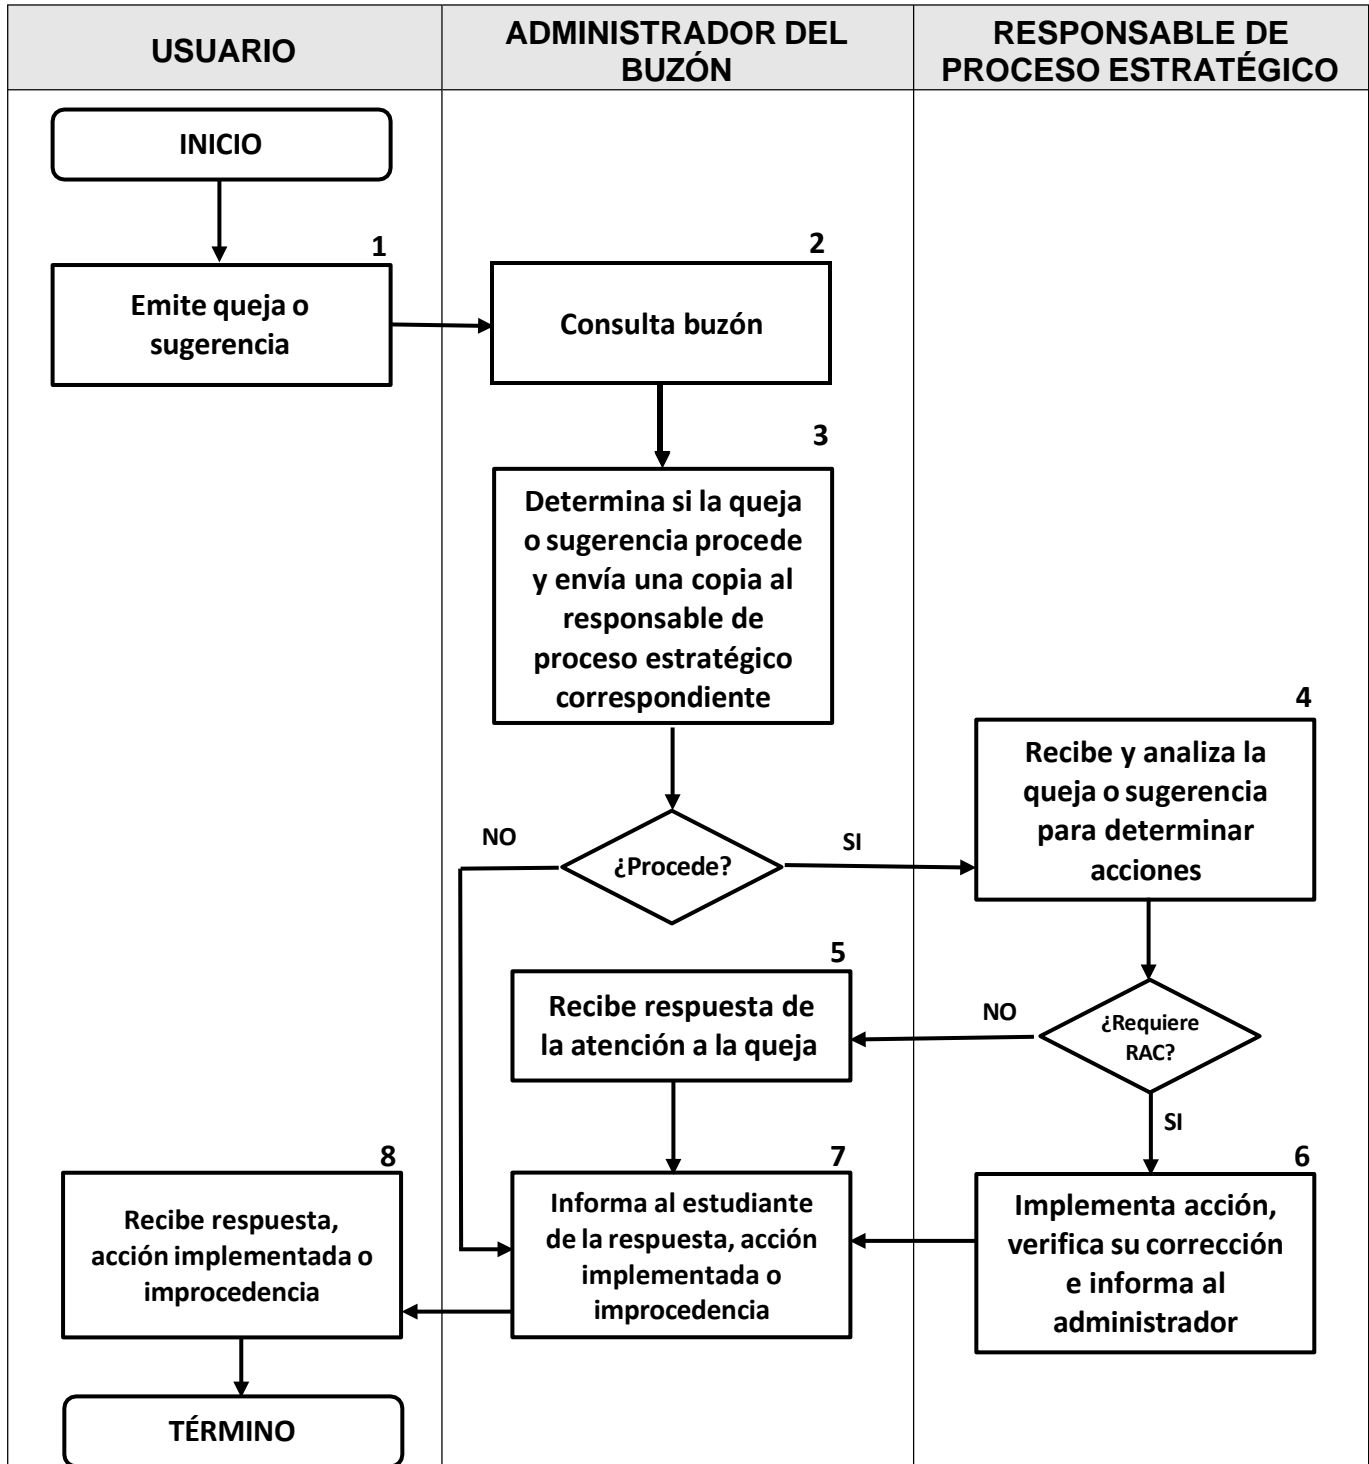 USUARIO
ADMINISTRADOR DEL
BUZÓN
RESPONSABLE DE
PROCESO ESTRATÉGICO
INICIO
1
Emite queja o
sugerencia
2
Consulta buzón
3
Determina si la queja
o sugerencia procede
y envía una copia al
responsable de
proceso estratégico
correspondiente
4
Recibe y analiza la
queja o sugerencia
para determinar
acciones
NO
¿Procede?
SI
5
Recibe respuesta de
la atención a la queja
NO
¿Requiere
RAC?
SI
6
Implementa acción,
verifica su corrección
e informa al
administrador
7
Informa al estudiante
de la respuesta, acción
implementada o
improcedencia
8
Recibe respuesta,
acción implementada o
improcedencia
TÉRMINO